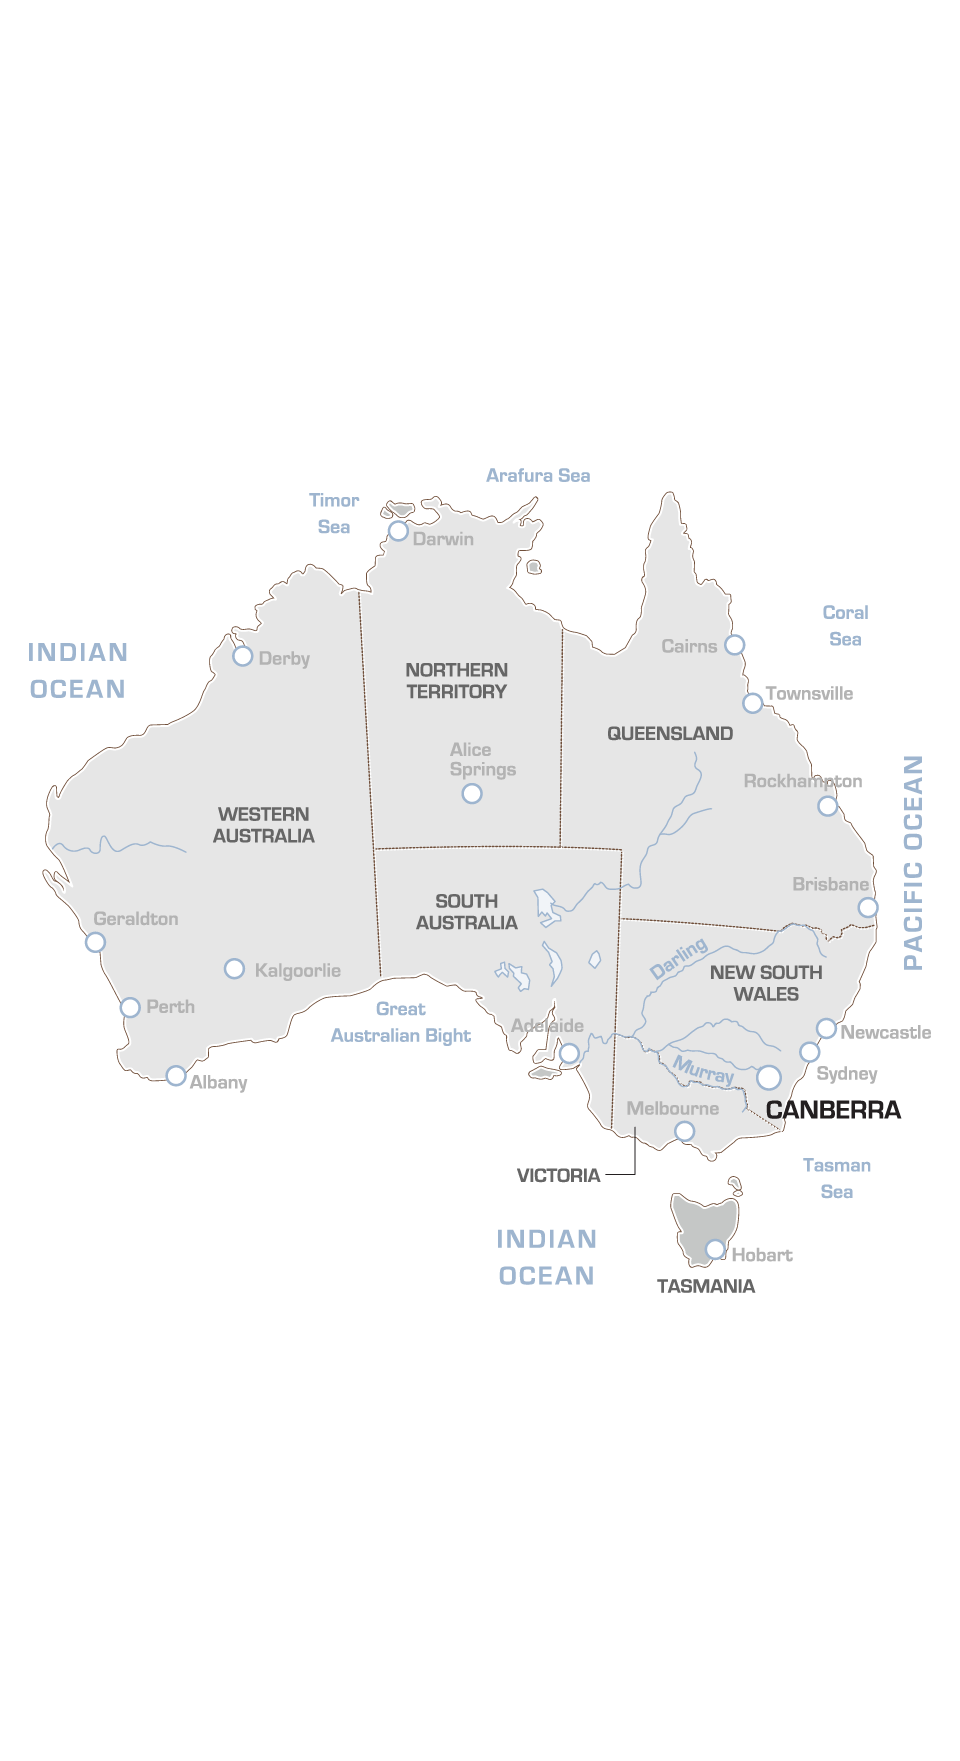 Arafura Sea
Timor
Sea
Darwin
Coral
Sea
INDIAN
OCEAN
Derby
Cairns
NORTHERN
TERRITORY
Townsville
QUEENSLAND
Alice
Springs
Rockhampton
PACIFIC OCEAN
WESTERN
AUSTRALIA
Brisbane
SOUTH
AUSTRALIA
Geraldton
Darling
Kalgoorlie
NEW SOUTH
WALES
Perth
Great
Australian Bight
Adelaide
Newcastle
Murray
Sydney
Albany
Melbourne
CANBERRA
VICTORIA
Tasman
Sea
INDIAN
OCEAN
Hobart
TASMANIA